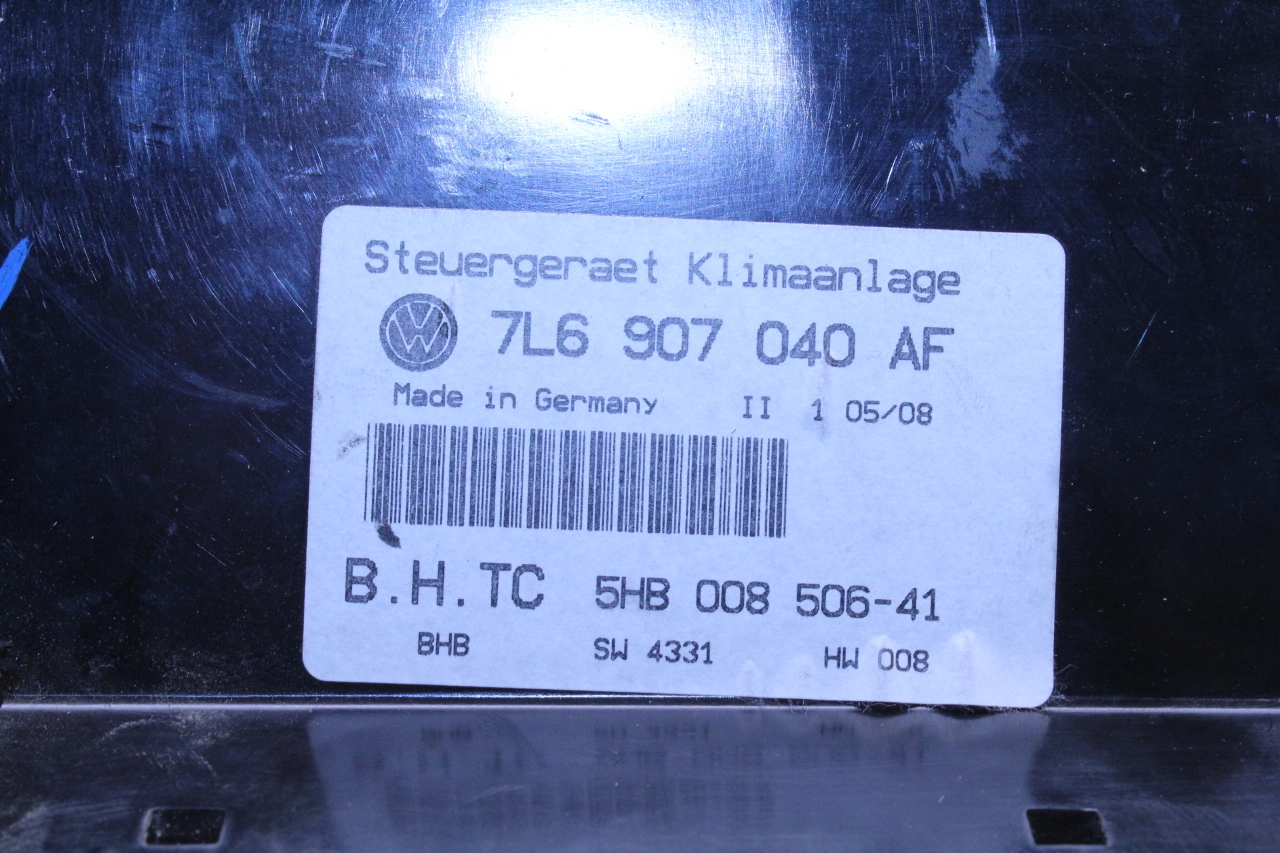 Steuergeraet Klimaanlage
7L6 907 040 AF
Made in Germany II 1 05/08
B.H.TC 5HB 008 506-41
BHB SW 4331 HW 008